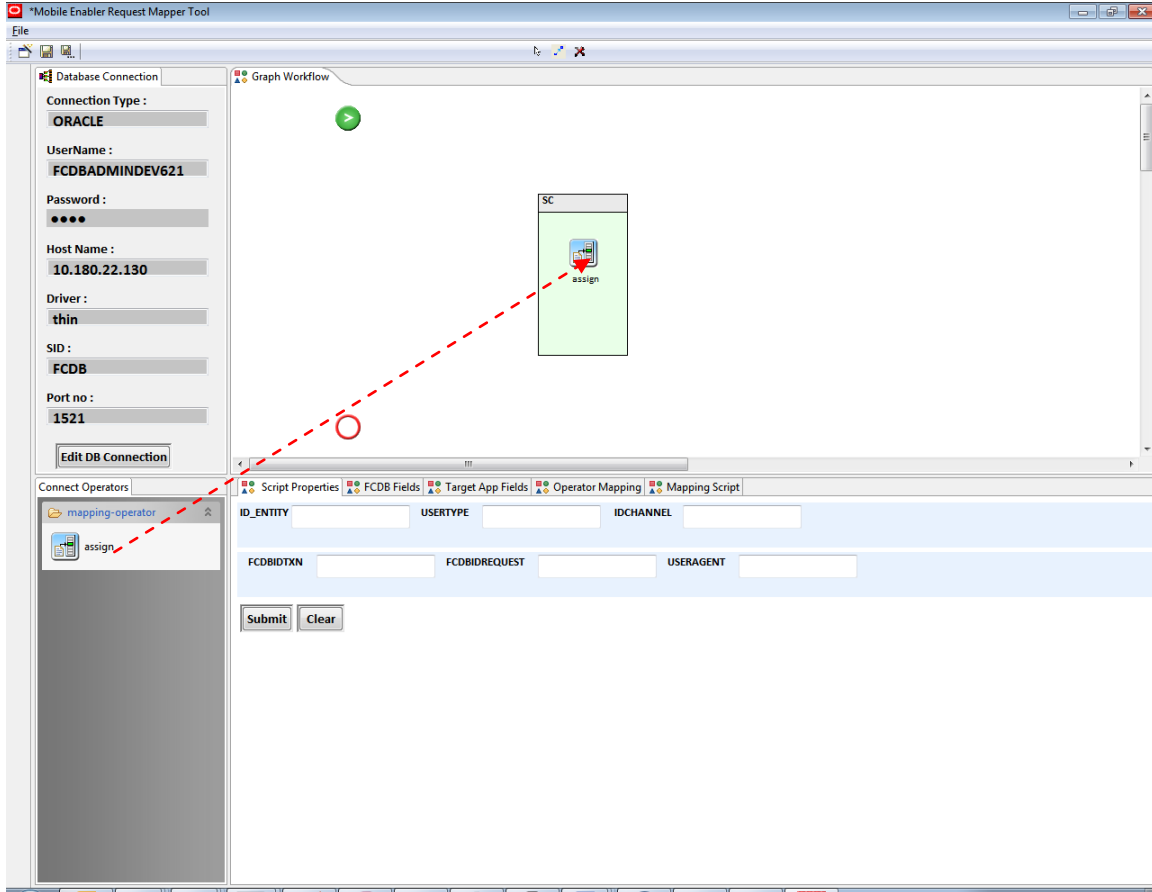 *Mobile Enabler Request Mapper Tool
File
Database Connection
Graph Workflow
Connection Type :
ORACLE
UserName :
FCDBADMINDEV621
Password :
●●●●
Host Name :
10.180.22.130
Driver :
thin
SID :
FCDB
Port no :
1521
Edit DB Connection
SC
assign
Connect Operators
mapping-operator
assign
Script Properties FCDB Fields Target App Fields Operator Mapping Mapping Script
ID_ENTITY USERTYPE IDCHANNEL
FCDBIDTXN FCDBIDREQUEST USERAGENT
Submit Clear